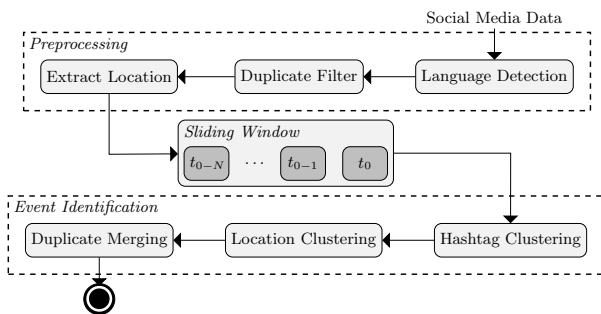 Social Media Data
Preprocessing
Extract Location
Duplicate Filter
Language Detection
Sliding Window
t0−N
· · ·
t0−1
t0
Event Identification
Duplicate Merging
Location Clustering
Hashtag Clustering